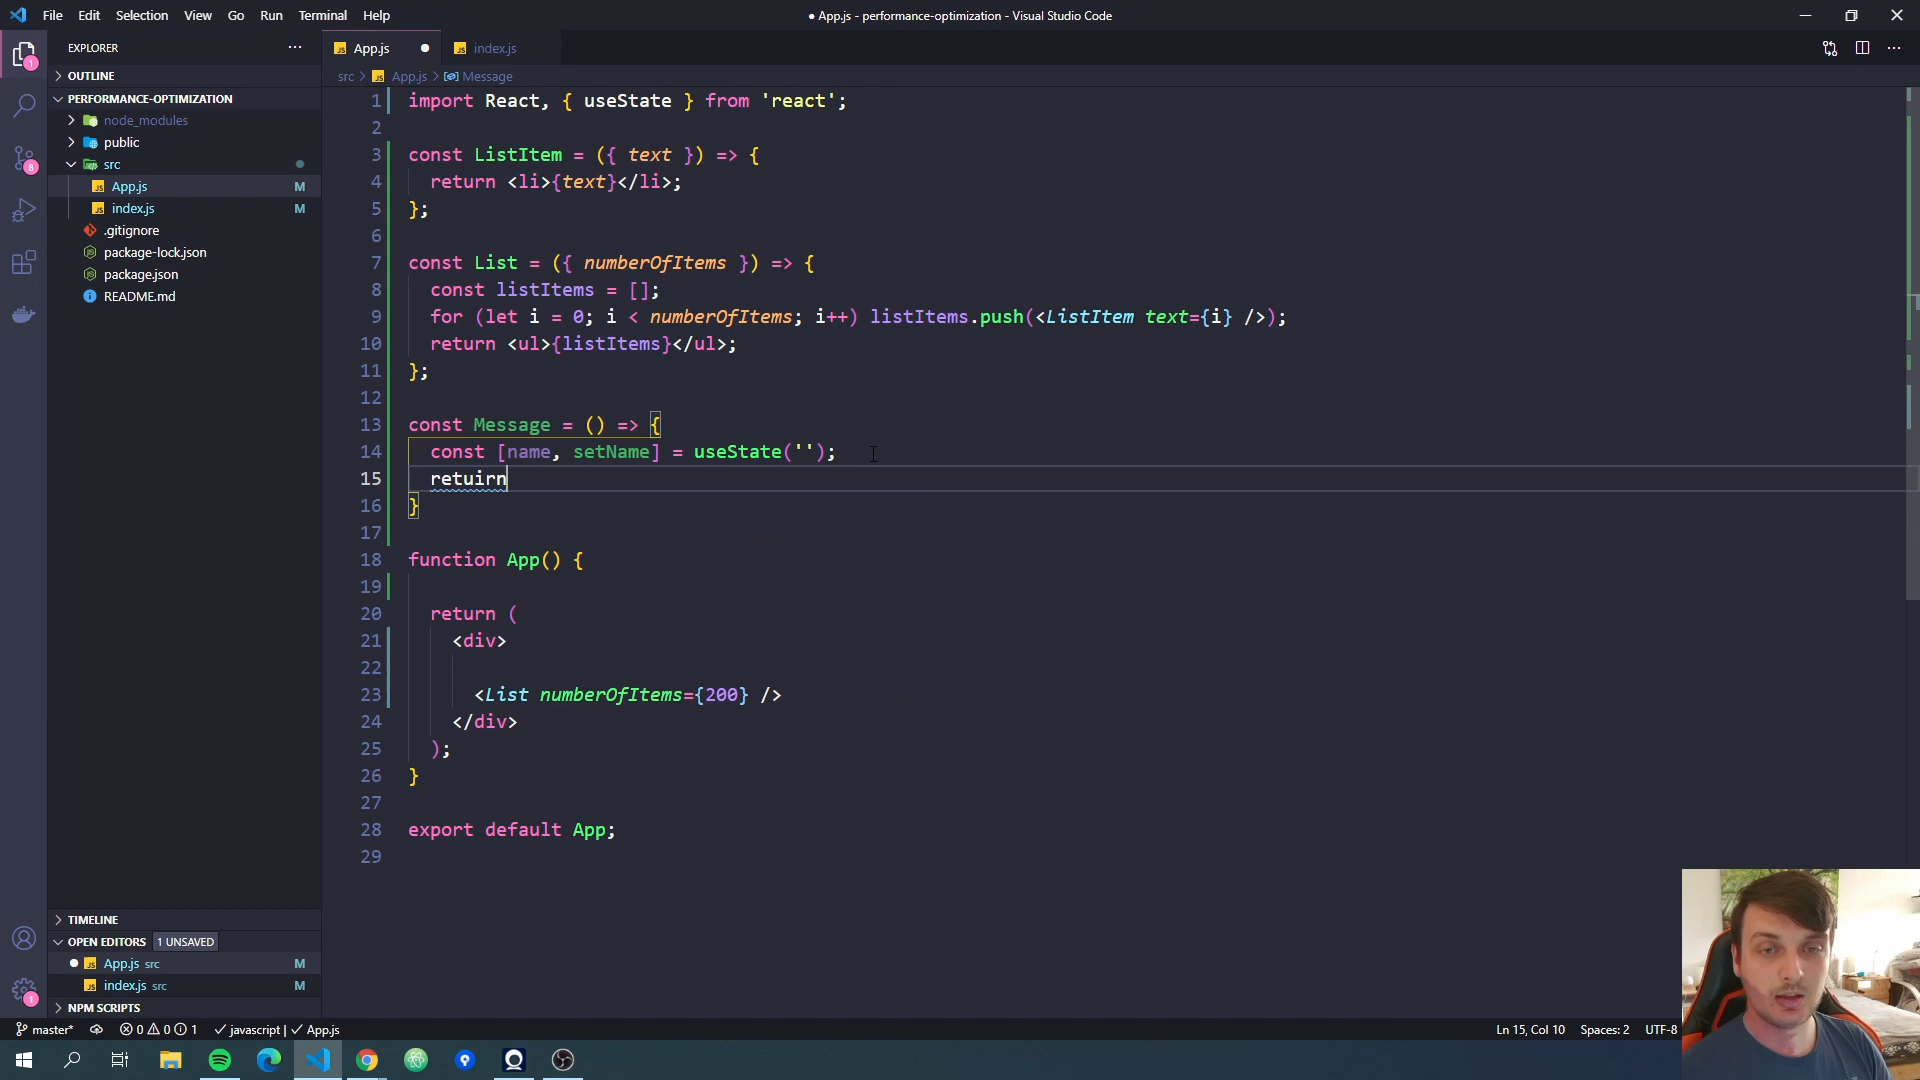 File Edit Selection View Go Run Terminal Help
● App.js - performance-optimization - Visual Studio Code
EXPLORER
OUTLINE
PERFORMANCE-OPTIMIZATION
node_modules
public
src
App.js M
index.js M
.gitignore
package-lock.json
package.json
README.md
TIMELINE
OPEN EDITORS 1 UNSAVED
App.js src M
index.js src M
NPM SCRIPTS
1
8
1
App.js
index.js
src > App.js > Message
1 import React, { useState } from 'react';
2
3 const ListItem = ({ text }) => {
4 return <li>{text}</li>;
5 };
6
7 const List = ({ numberOfItems }) => {
8 const listItems = [];
9 for (let i = 0; i < numberOfItems; i++) listItems.push(<ListItem text={i} />);
10 return <ul>{listItems}</ul>;
11 };
12
13 const Message = () => {
14 const [name, setName] = useState('');
15 retuirn
16 }
17
18 function App() {
19
20 return (
21 <div>
22
23 <List numberOfItems={200} />
24 </div>
25 );
26 }
27
28 export default App;
29
master* 0 0 1 javascript | App.js
Ln 15, Col 10 Spaces: 2 UTF-8